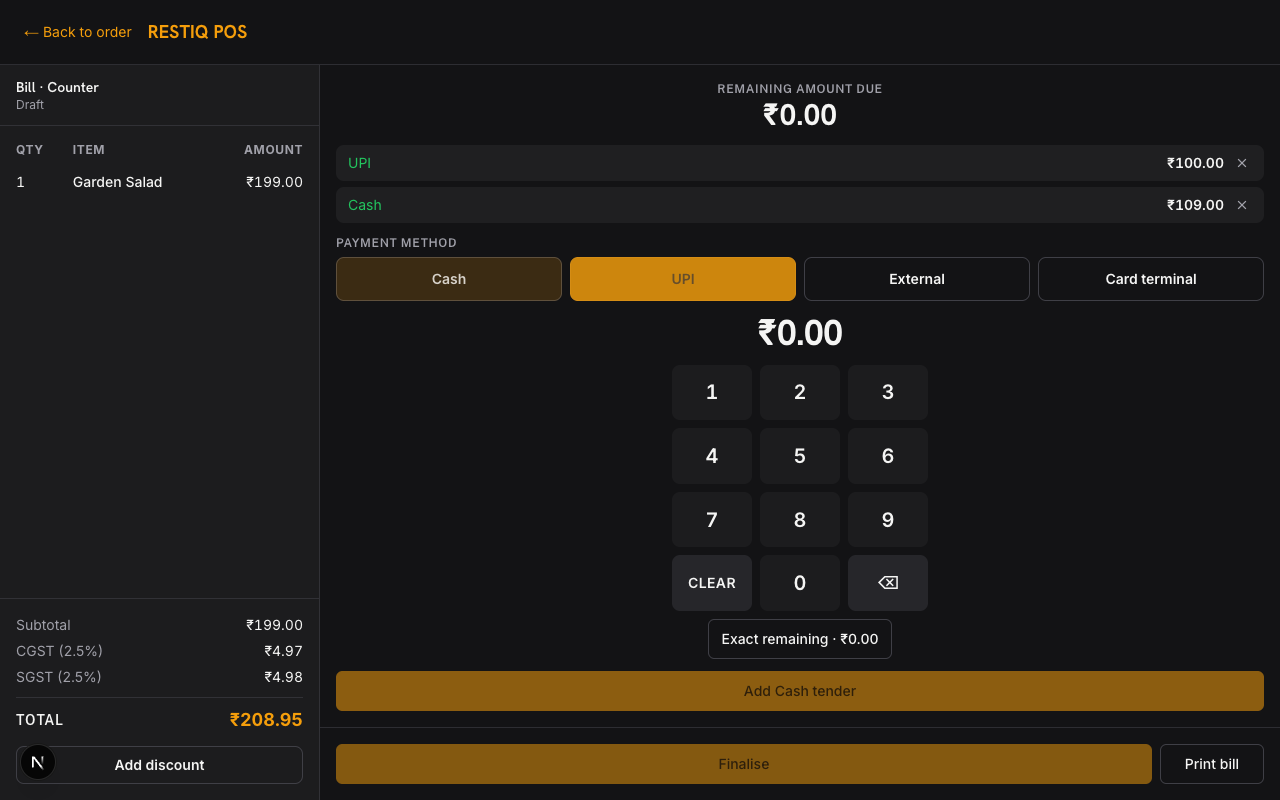 ← Back to order RESTIQ POS
Bill · Counter
Draft
QTY ITEM AMOUNT
1 Garden Salad ₹199.00
Subtotal ₹199.00
CGST (2.5%) ₹4.97
SGST (2.5%) ₹4.98
TOTAL ₹208.95
N Add discount
REMAINING AMOUNT DUE
₹0.00
UPI ₹100.00 ×
Cash ₹109.00 ×
PAYMENT METHOD
Cash UPI External Card terminal
₹0.00
1 2 3
4 5 6
7 8 9
CLEAR 0 ⌫
Exact remaining · ₹0.00
Add Cash tender
Finalise Print bill